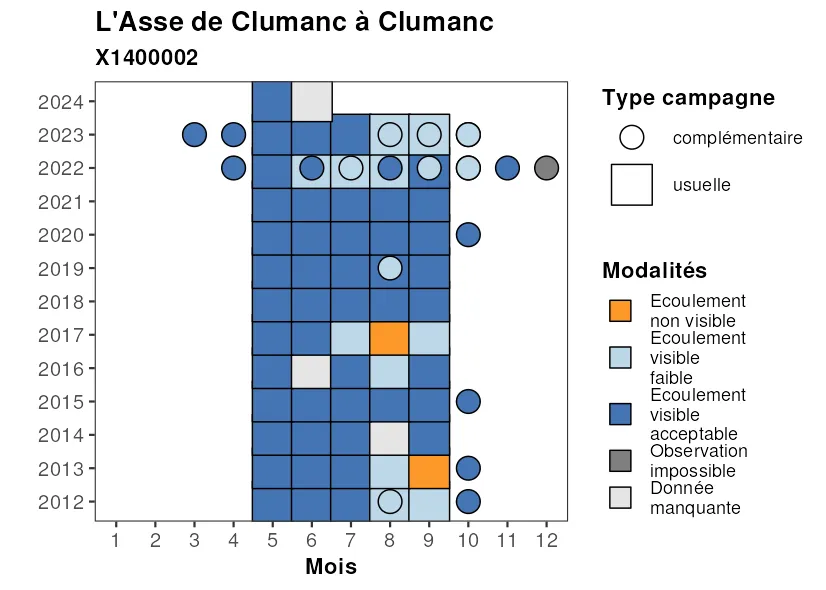 L'Asse de Clumanc à Clumanc
X1400002
2024
2023
2022
2021
2020
2019
2018
2017
2016
2015
2014
2013
2012
1 2 3 4 5 6 7 8 9 10 11 12
Mois
Type campagne
complémentaire
usuelle
Modalités
Ecoulement
non visible
Ecoulement
visible
faible
Ecoulement
visible
acceptable
Observation
impossible
Donnée
manquante